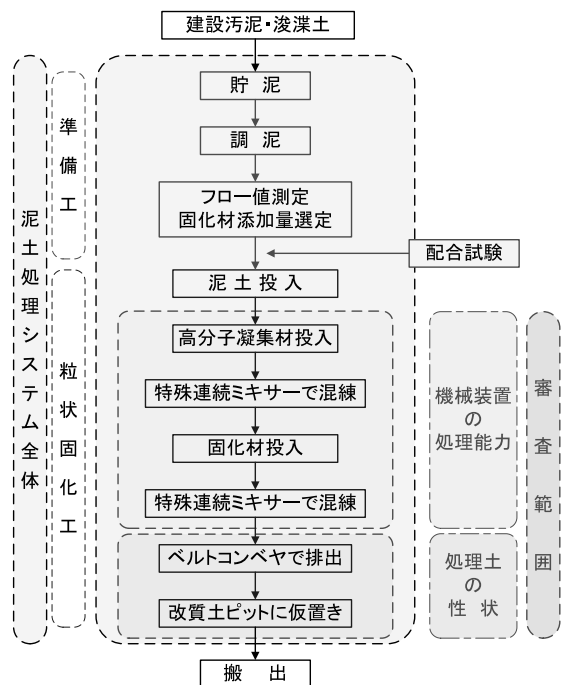 建設汚泥・浚渫土
貯 泥
調 泥
フロー値測定
固化材添加量選定
配合試験
泥土投入
高分子凝集材投入
特殊連続ミキサーで混練
固化材投入
特殊連続ミキサーで混練
ベルトコンベヤで排出
改質土ピットに仮置き
搬 出
泥土処理システム全体
準備工
粒状固化工
機械装置
の
処理能力
処理土
の
性 状
審査範囲